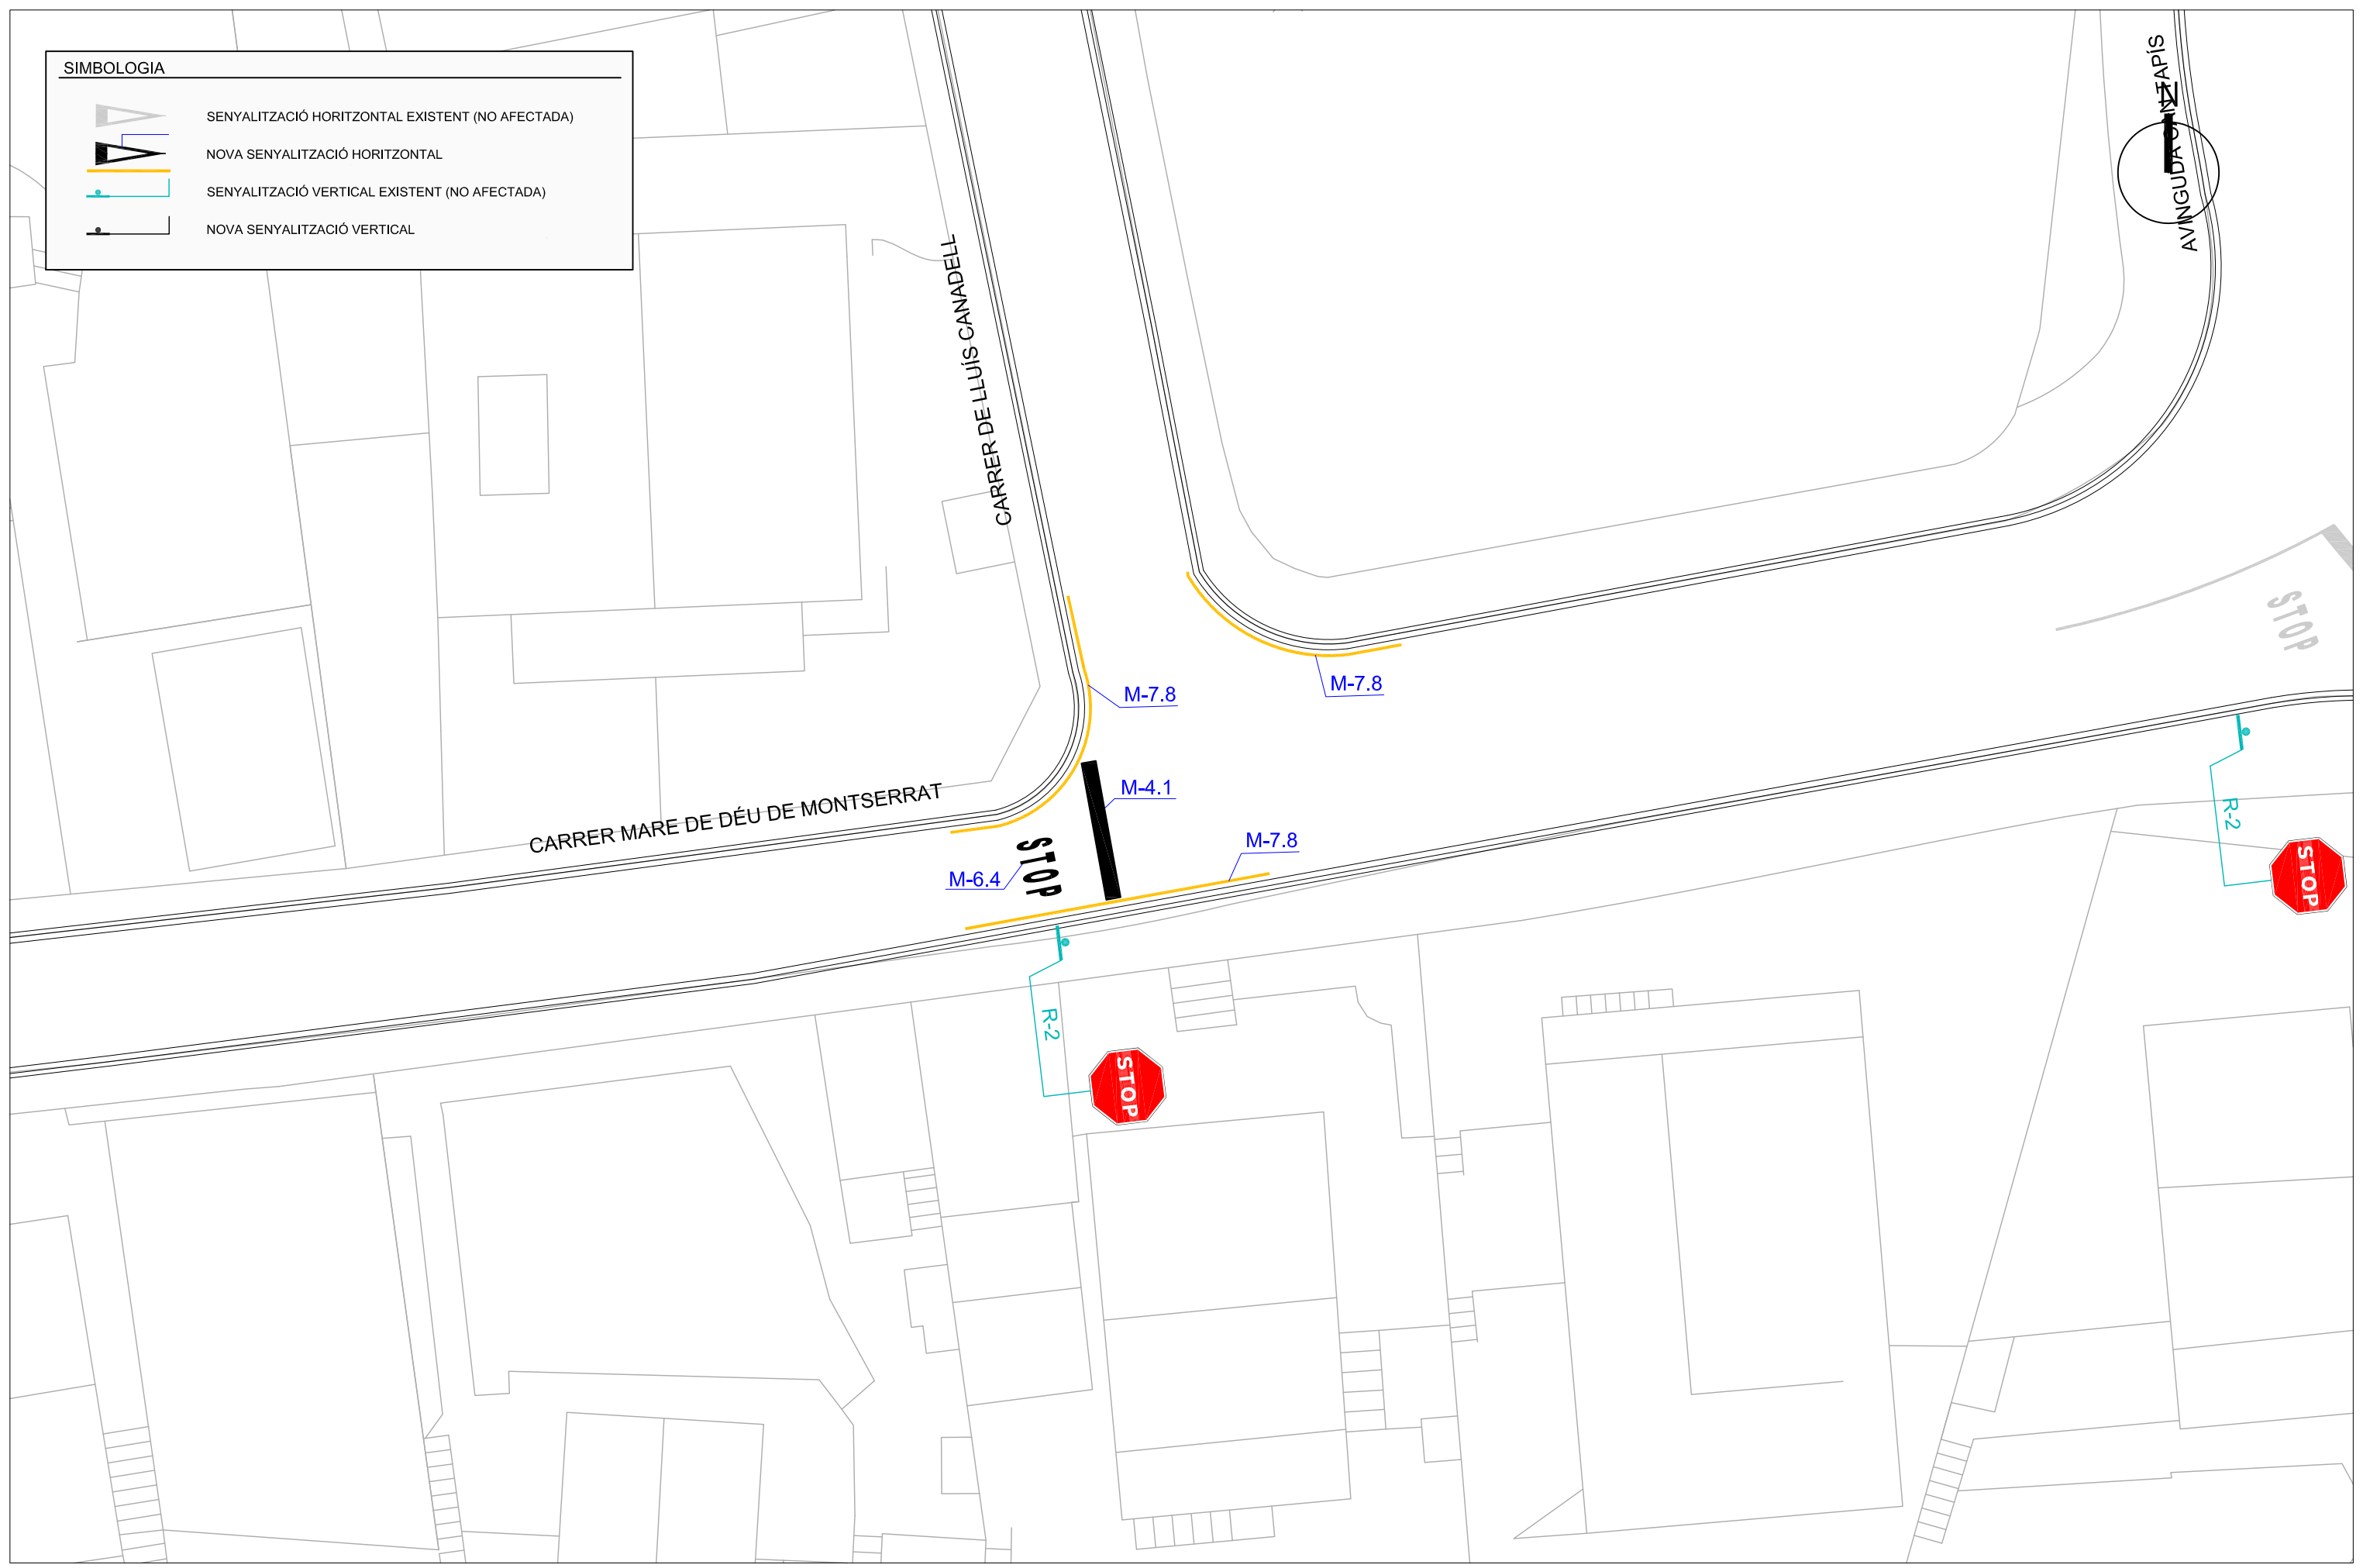 SIMBOLOGIA
SENYALITZACIÓ HORITZONTAL EXISTENT (NO AFECTADA)
NOVA SENYALITZACIÓ HORITZONTAL
SENYALITZACIÓ VERTICAL EXISTENT (NO AFECTADA)
NOVA SENYALITZACIÓ VERTICAL
N
AVINGUDA CAN TAPÍS
CARRER DE LLUÍS CANADELL
STOP
M-7.8
M-7.8
M-4.1
CARRER MARE DE DÉU DE MONTSERRAT
M-7.8
STOP
M-6.4
R-2
STOP
R-2
STOP